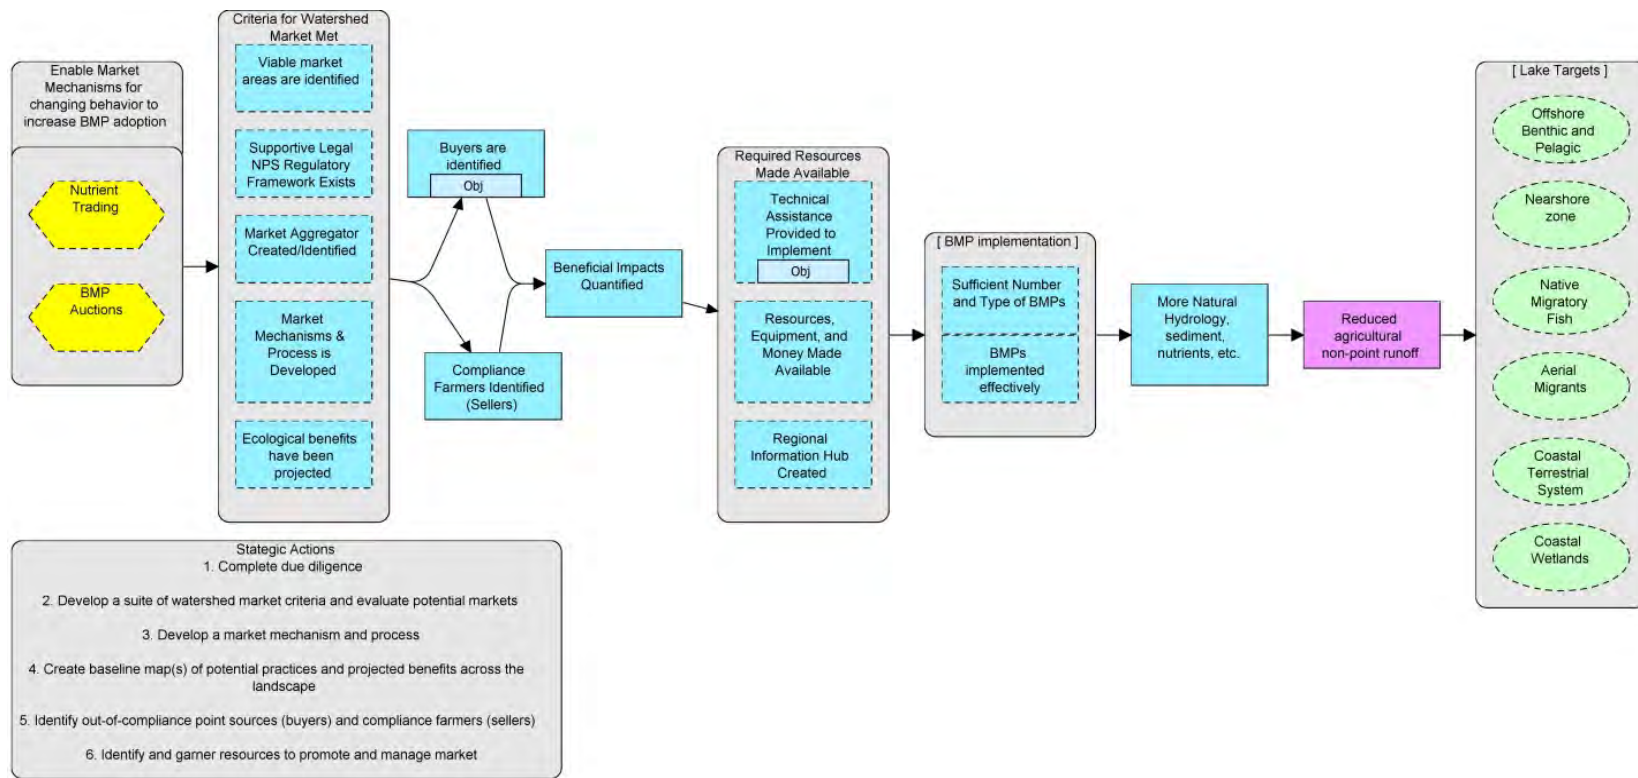 Enable Market
Mechanisms for
changing behavior to
increase BMP adoption
Nutrient
Trading
BMP
Auctions
Criteria for Watershed
Market Met
Viable market
areas are identified
Supportive Legal
NPS Regulatory
Framework Exists
Market Aggregator
Created/Identified
Market
Mechanisms &
Process is
Developed
Ecological benefits
have been
projected
Buyers are
identified
Obj
Compliance
Farmers Identified
(Sellers)
Beneficial Impacts
Quantified
Required Resources
Made Available
Technical
Assistance
Provided to
Implement
Obj
Resources,
Equipment, and
Money Made
Available
Regional
Information Hub
Created
[ BMP implementation ]
Sufficient Number
and Type of BMPs
BMPs
implemented
effectively
More Natural
Hydrology,
sediment,
nutrients, etc.
Reduced
agricultural
non-point runoff
[ Lake Targets ]
Offshore
Benthic and
Pelagic
Nearshore
zone
Native
Migratory
Fish
Aerial
Migrants
Coastal
Terrestrial
System
Coastal
Wetlands
Stategic Actions
1. Complete due diligence
2. Develop a suite of watershed market criteria and evaluate potential markets
3. Develop a market mechanism and process
4. Create baseline map(s) of potential practices and projected benefits across the
landscape
5. Identify out-of-compliance point sources (buyers) and compliance farmers (sellers)
6. Identify and garner resources to promote and manage market